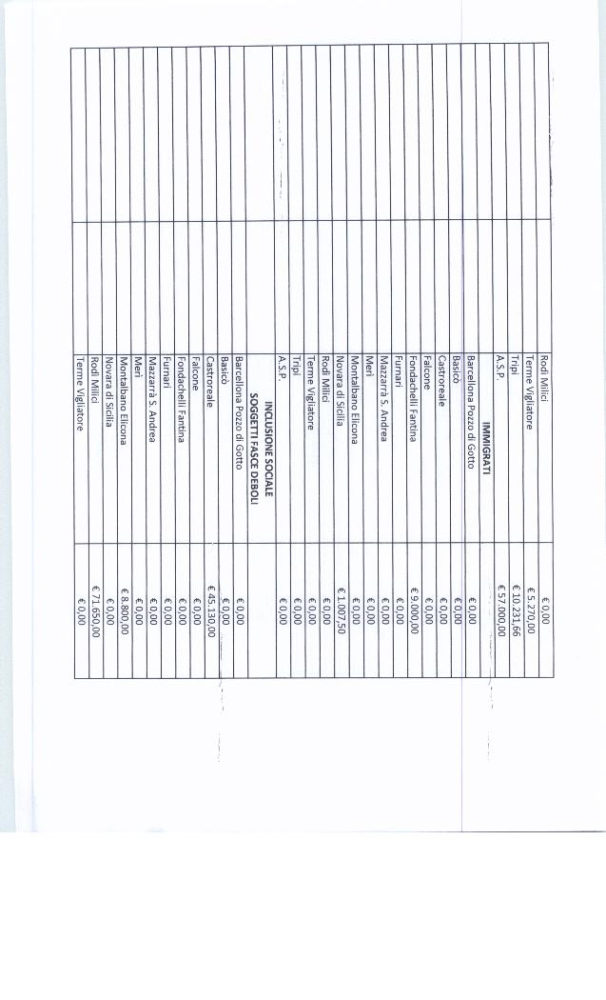 Rodì Milici € 0,00
Terme Vigliatore € 5.270,00
Tripi € 10.231,66
A.S.P. € 57.000,00
IMMIGRATI
Barcellona Pozzo di Gotto € 0,00
Basicò € 0,00
Castroreale € 0,00
Falcone € 0,00
Fondachelli Fantina € 9.000,00
Furnari € 0,00
Mazzarrà S. Andrea € 0,00
Merì € 0,00
Montalbano Elicona € 0,00
Novara di Sicilia € 1.007,50
Rodì Milici € 0,00
Terme Vigliatore € 0,00
Tripi € 0,00
A.S.P. € 0,00
INCLUSIONE SOCIALE
SOGGETTI FASCE DEBOLI
Barcellona Pozzo di Gotto € 0,00
Basicò € 0,00
Castroreale € 45.130,00
Falcone € 0,00
Fondachelli Fantina € 0,00
Furnari € 0,00
Mazzarrà S. Andrea € 0,00
Merì € 0,00
Montalbano Elicona € 8.800,00
Novara di Sicilia € 0,00
Rodì Milici € 71.650,00
Terme Vigliatore € 0,00